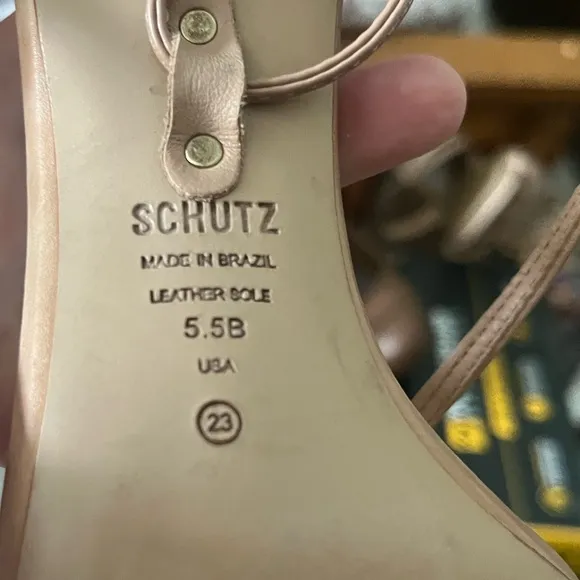 SCHUTZ
MADE IN BRAZIL
LEATHER SOLE
5.5B
USA
23